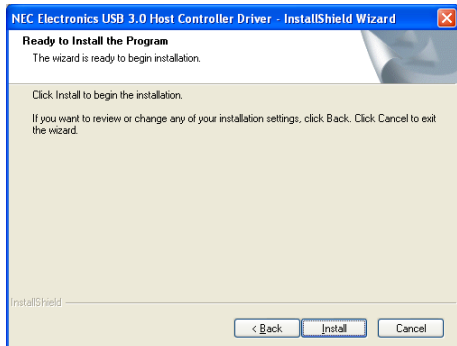 NEC Electronics USB 3.0 Host Controller Driver - InstallShield Wizard
Ready to Install the Program
The wizard is ready to begin installation.
Click Install to begin the installation.
If you want to review or change any of your installation settings, click Back. Click Cancel to exit
the wizard.
InstallShield
< Back Install Cancel